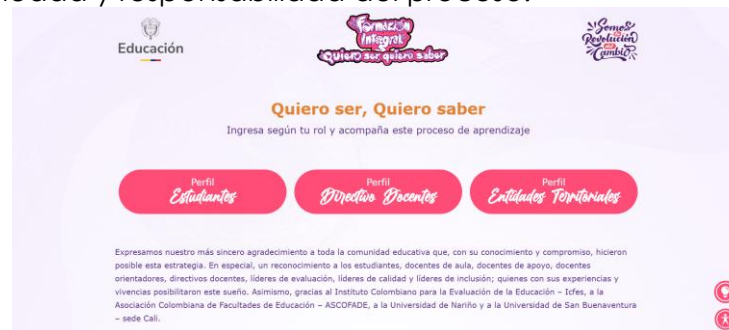 y responsabilidad del proceso.
Educación
Formación
Integral
Quiero ser quiero saber
Somos
Revolución
del
Cambio
Quiero ser, Quiero saber
Ingresa según tu rol y acompaña este proceso de aprendizaje
Perfil
Estudiantes
Perfil
Directivo Docentes
Perfil
Entidades Territoriales
Expresamos nuestro más sincero agradecimiento a toda la comunidad educativa que, con su conocimiento y compromiso, hicieron
posible esta estrategia. En especial, un reconocimiento a los estudiantes, docentes de aula, docentes de apoyo, docentes
orientadores, directivos docentes, líderes de evaluación, líderes de calidad y líderes de inclusión; quienes con sus experiencias y
vivencias posibilitaron este sueño. Asimismo, gracias al Instituto Colombiano para la Evaluación de la Educación – Icfes, a la
Asociación Colombiana de Facultades de Educación – ASCOFADE, a la Universidad de Nariño y a la Universidad de San Buenaventura
– sede Cali.